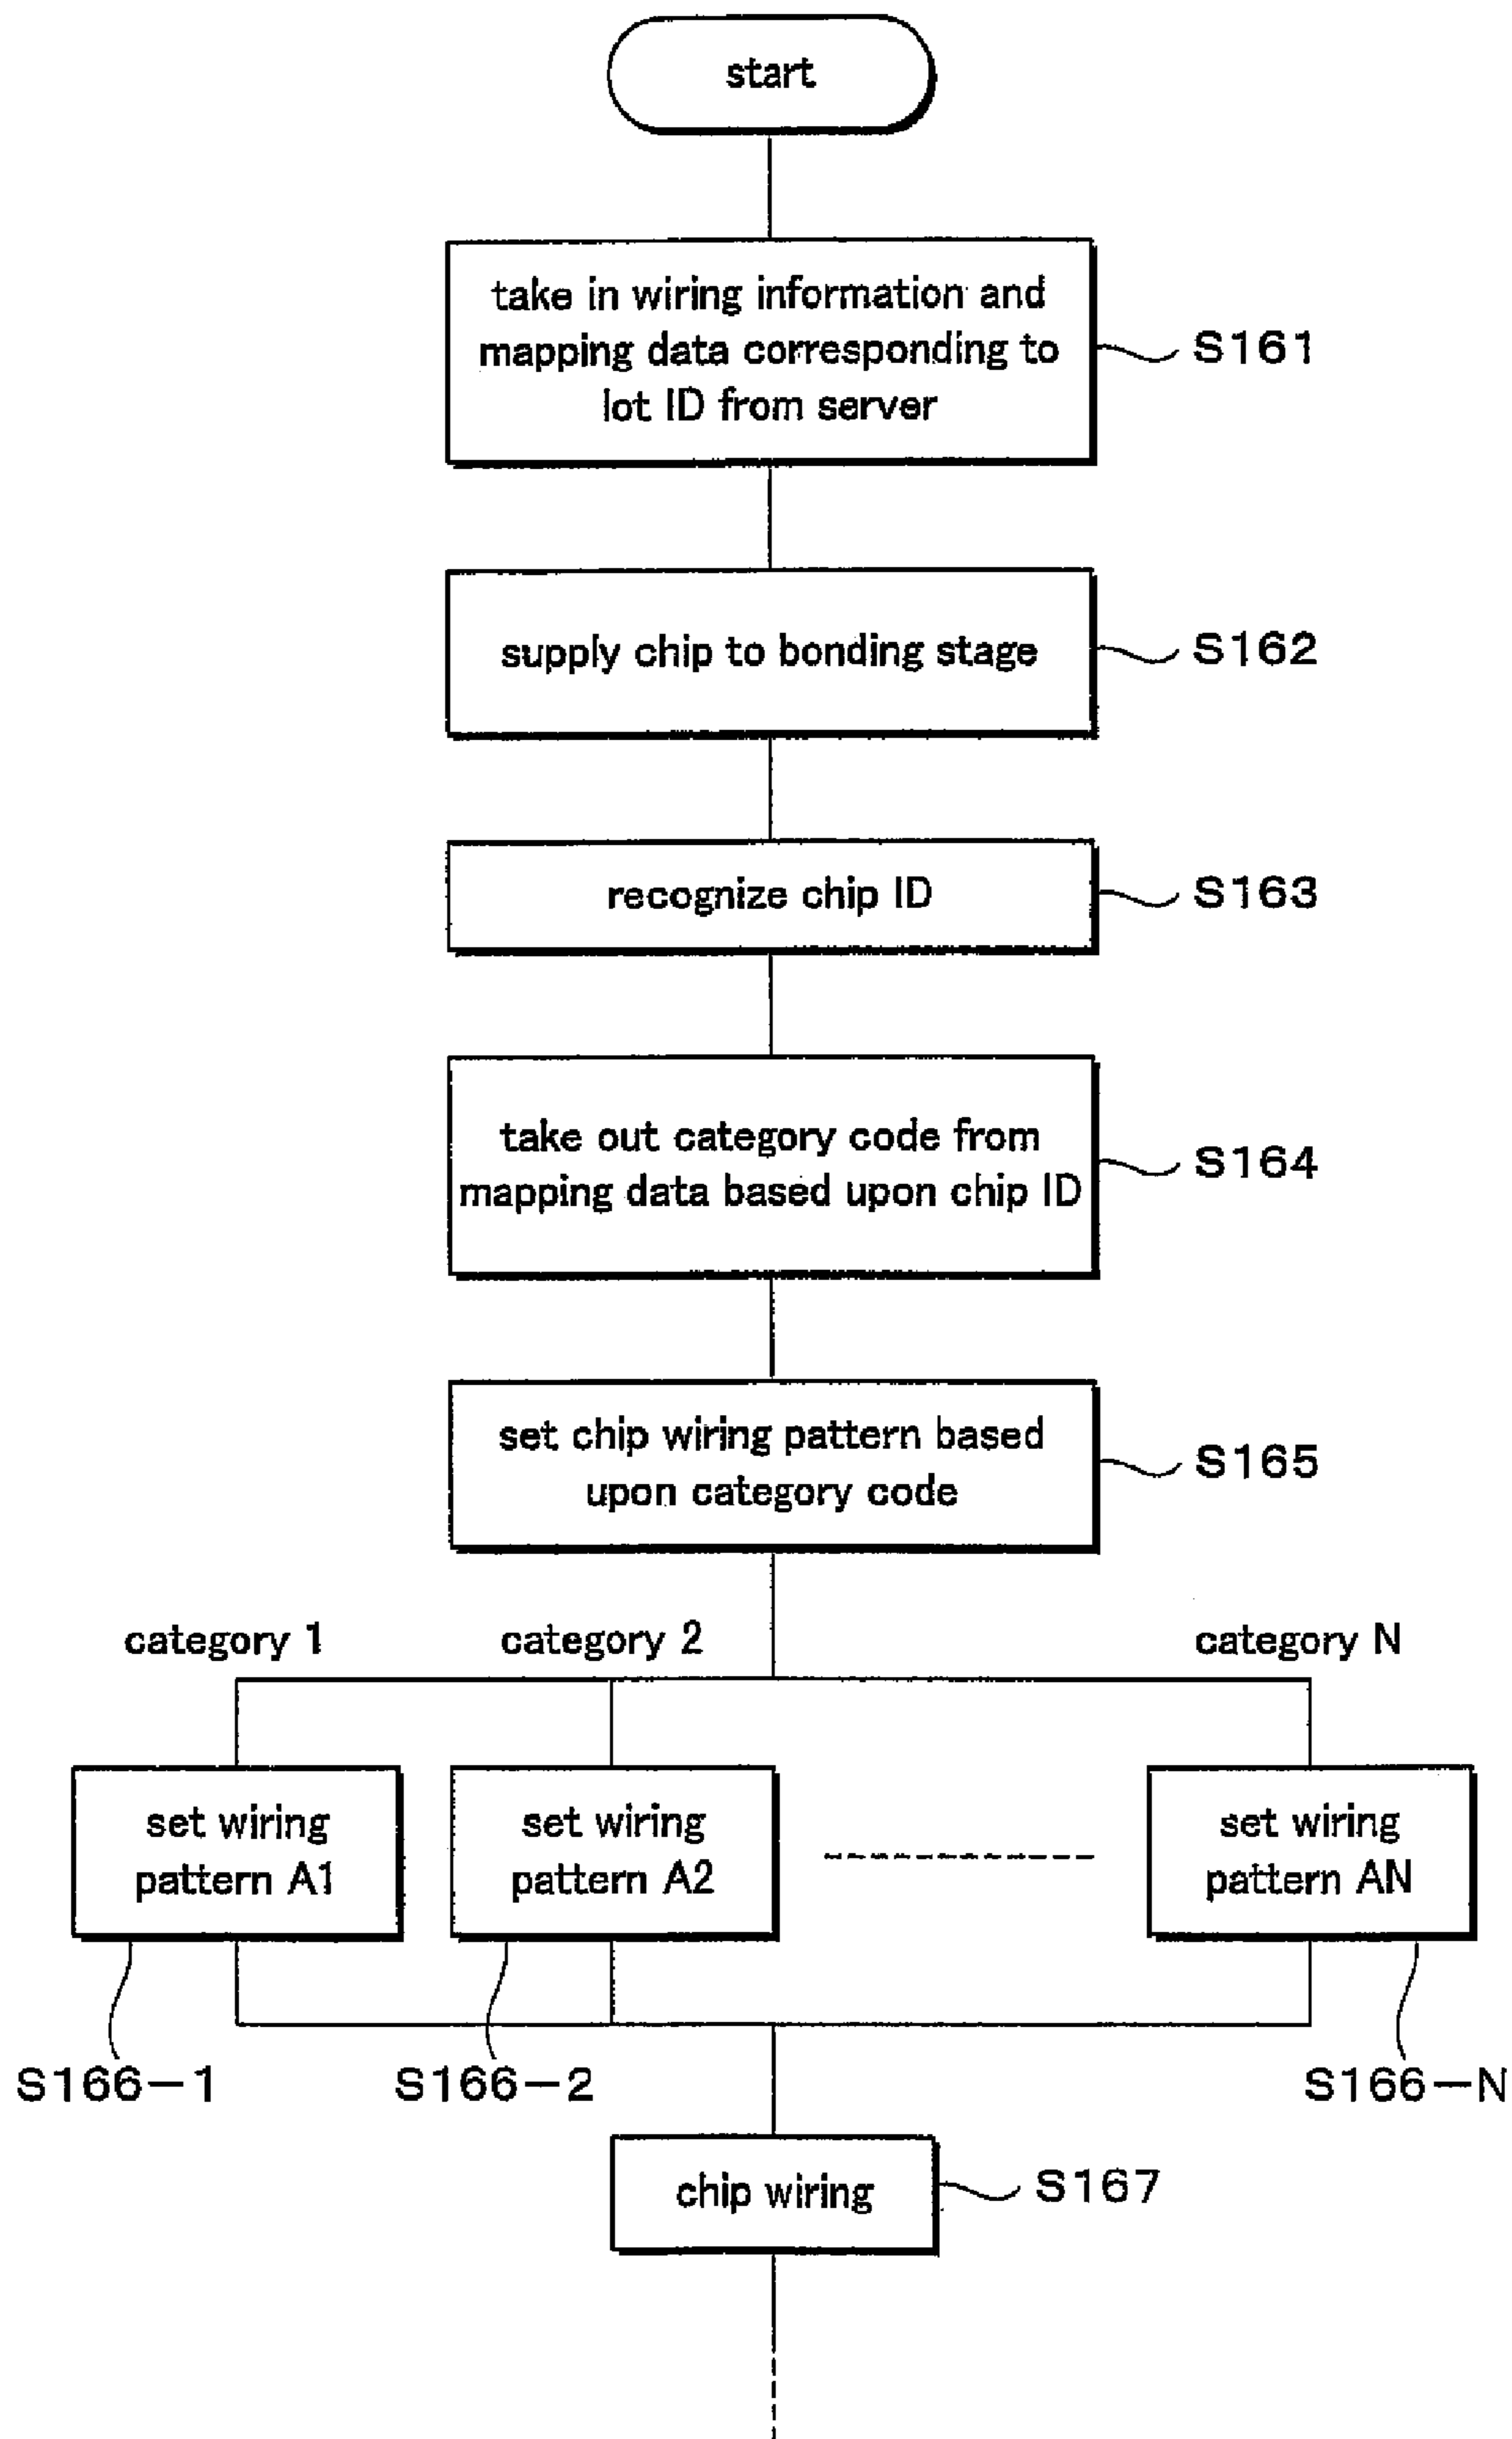 start
take in wiring information and
mapping data corresponding to
lot ID from server
S161
supply chip to bonding stage
S162
recognize chip ID
S163
take out category code from
mapping data based upon chip ID
S164
set chip wiring pattern based
upon category code
S165
category 1
category 2
category N
set wiring
pattern A1
set wiring
pattern A2
set wiring
pattern AN
S166-1
S166-2
S166-N
chip wiring
S167